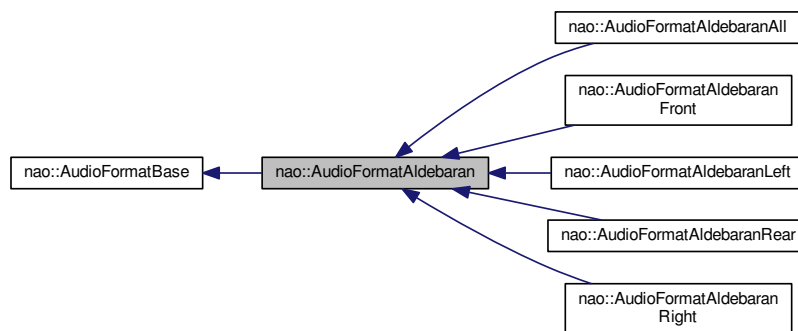 nao::AudioFormatAldebaranAll
nao::AudioFormatAldebaran
Front
nao::AudioFormatBase
nao::AudioFormatAldebaran
nao::AudioFormatAldebaranLeft
nao::AudioFormatAldebaranRear
nao::AudioFormatAldebaran
Right